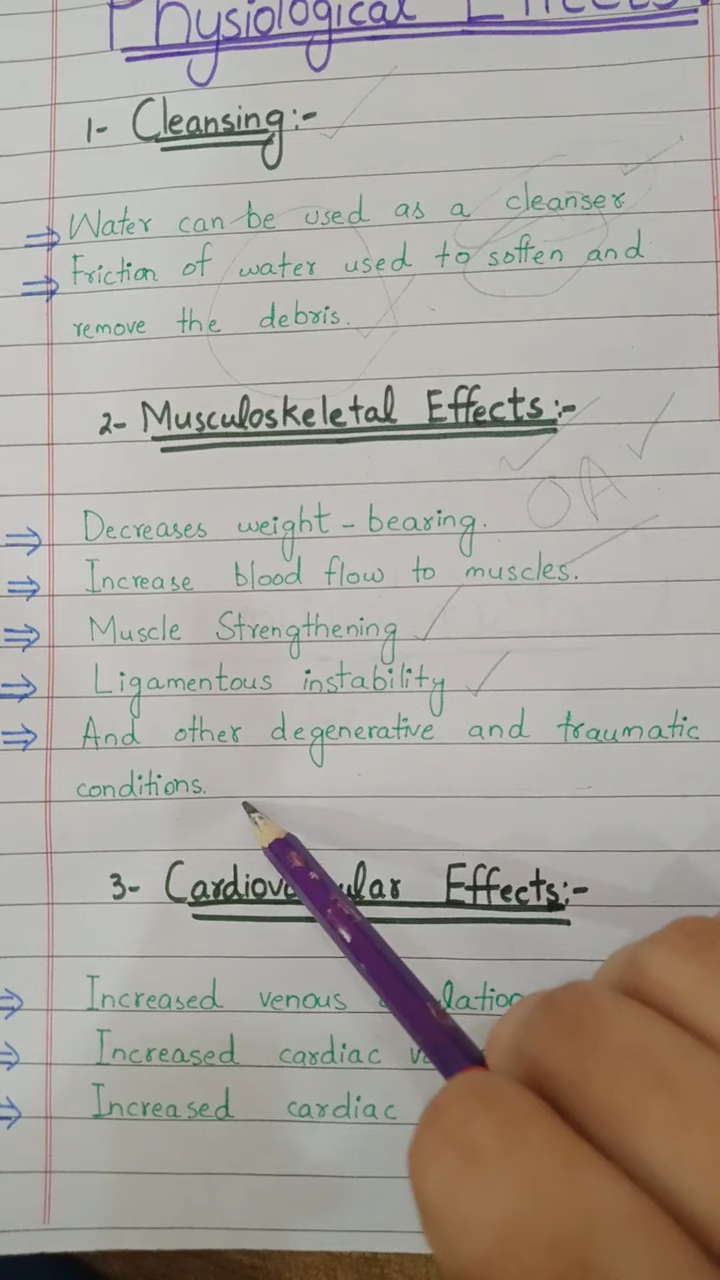 Physiological Effects
1- Cleansing:-
⇒ Water can be used as a cleanser
⇒ Friction of water used to soften and
remove the debris.
2- Musculoskeletal Effects:-
OA
⇒ Decreases weight-bearing.
⇒ Increase blood flow to muscles.
⇒ Muscle Strengthening
⇒ Ligamentous instability
⇒ And other degenerative and traumatic
conditions.
3- Cardiovascular Effects:-
⇒ Increased venous
⇒ Increased cardiac
⇒ Increased cardiac